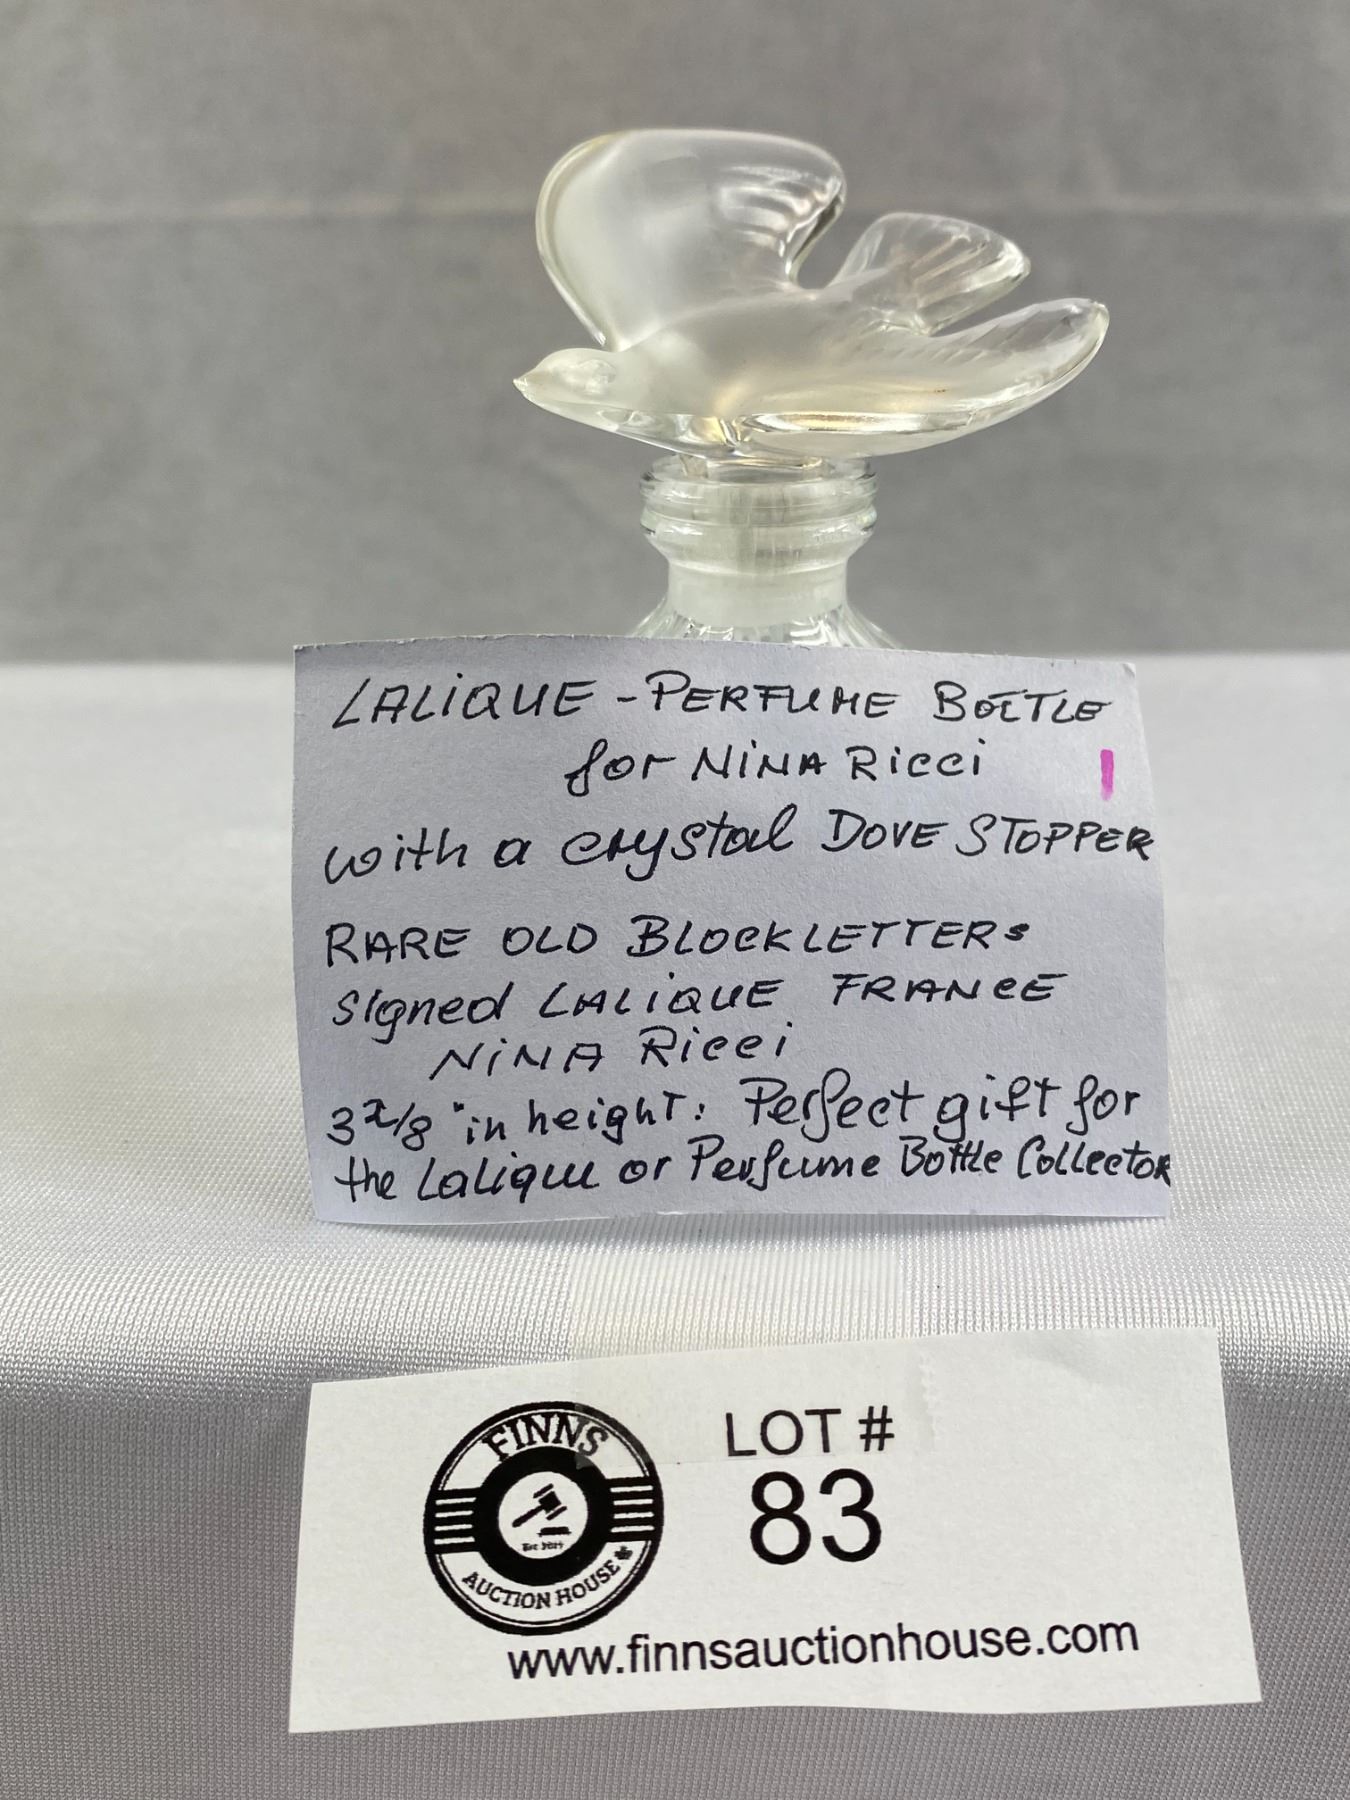 LALiQUE - PERFUME BOTTLE
for NiNA Ricci
with a crystal DOVE STOPPER
RARE OLD BLOCKLETTERs
signed LALiQUE FRANCE
NiNA Ricci
3 7/8 "in height: Perfect gift for
the Lalique or Perfume Bottle Collector
FINNS
AUCTION HOUSE
LOT #
83
www.finnsauctionhouse.com